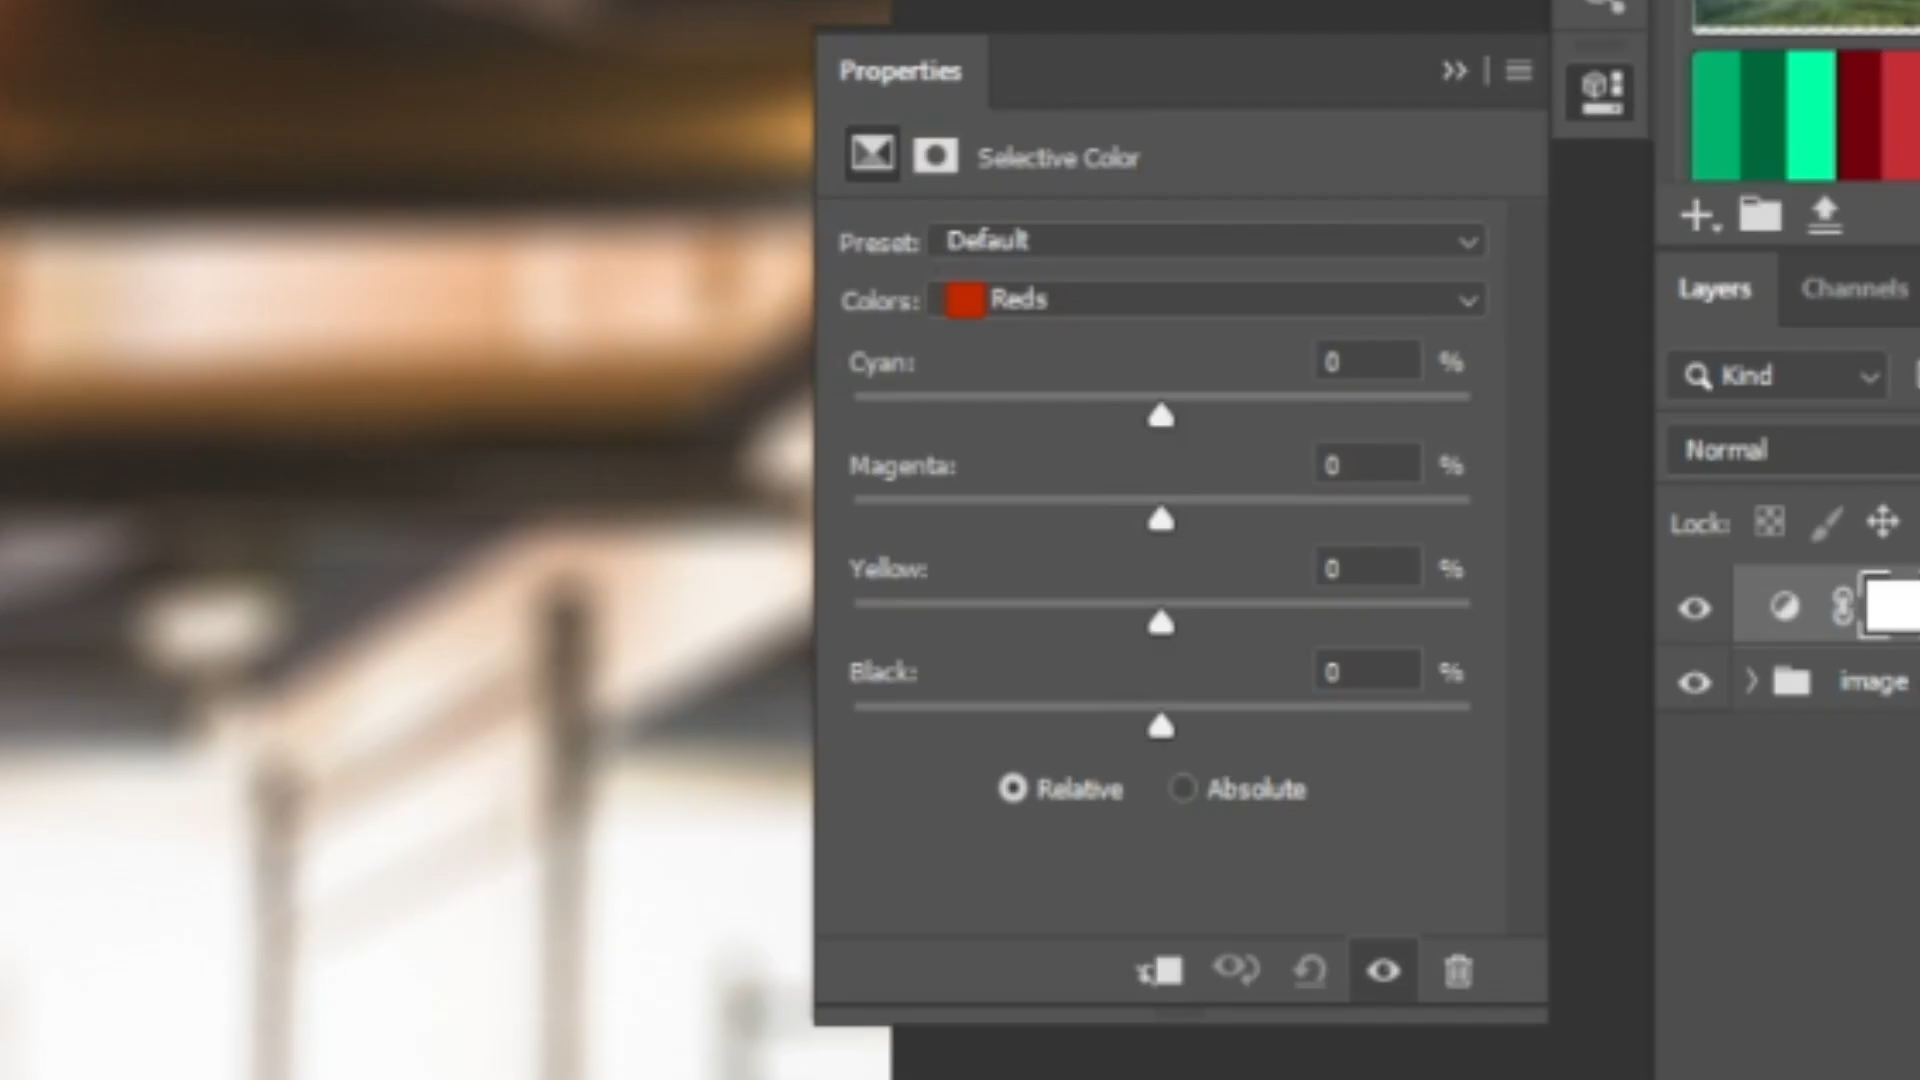 Properties
Selective Color
Preset: Default
Colors: Reds
Cyan: 0 %
Magenta: 0 %
Yellow: 0 %
Black: 0 %
Relative Absolute
Layers Channels
Kind
Normal
Lock:
image